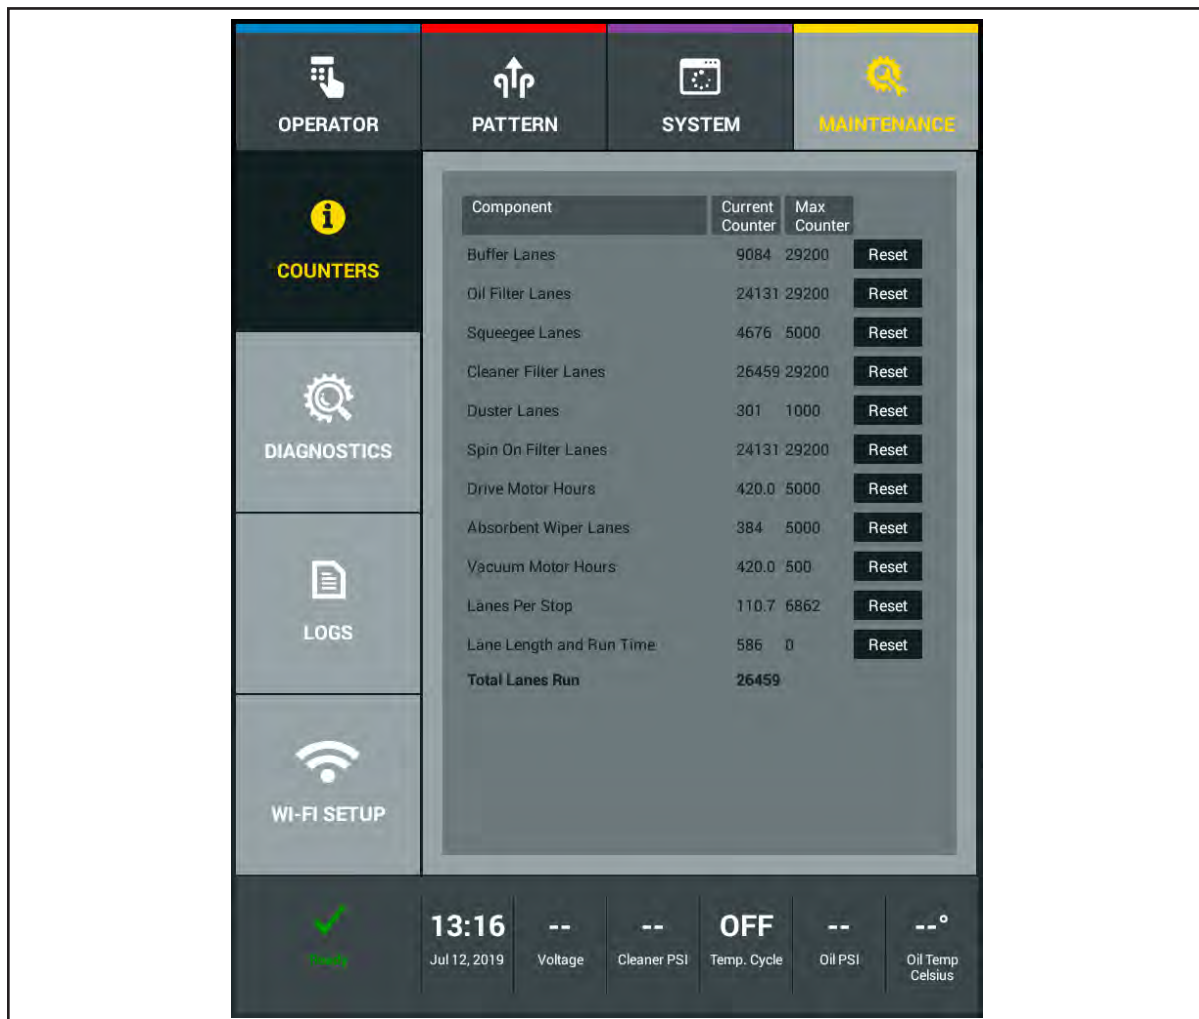 OPERATOR
PATTERN
SYSTEM
MAINTENANCE
COUNTERS
DIAGNOSTICS
LOGS
WI-FI SETUP
Component Current Counter Max Counter
Buffer Lanes 9084 29200 Reset
Oil Filter Lanes 24131 29200 Reset
Squeegee Lanes 4676 5000 Reset
Cleaner Filter Lanes 26459 29200 Reset
Duster Lanes 301 1000 Reset
Spin On Filter Lanes 24131 29200 Reset
Drive Motor Hours 420.0 5000 Reset
Absorbent Wiper Lanes 384 5000 Reset
Vacuum Motor Hours 420.0 500 Reset
Lanes Per Stop 110.7 6862 Reset
Lane Length and Run Time 586 0 Reset
Total Lanes Run 26459
13:16
Jul 12, 2019
--
Voltage
--
Cleaner PSI
OFF
Temp. Cycle
--
Oil PSI
--°
Oil Temp
Celsius